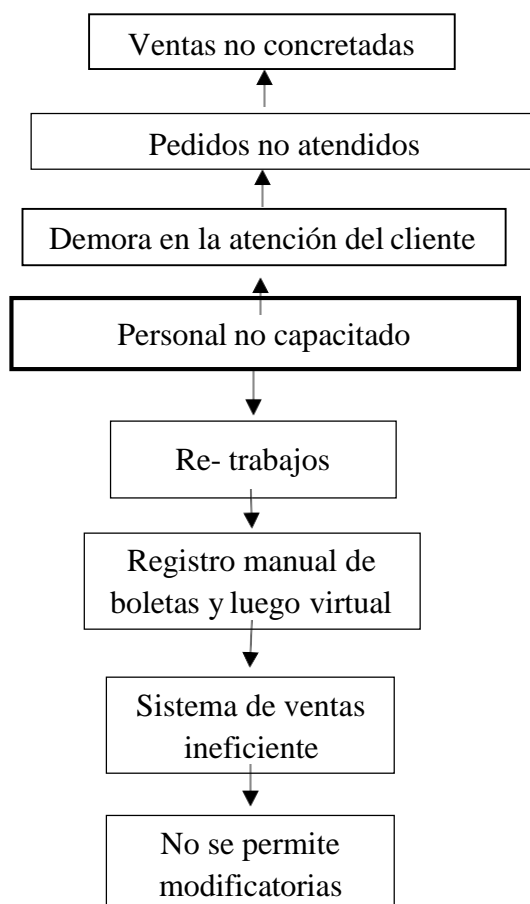 Ventas no concretadas
Pedidos no atendidos
Demora en la atención del cliente
Personal no capacitado
Re- trabajos
Registro manual de
boletas y luego virtual
Sistema de ventas
ineficiente
No se permite
modificatorias